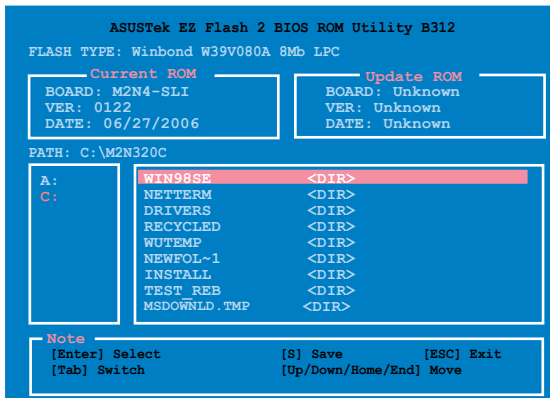 ASUSTek EZ Flash 2 BIOS ROM Utility B312
FLASH TYPE: Winbond W39V080A 8Mb LPC
Current ROM
BOARD: M2N4-SLI
VER: 0122
DATE: 06/27/2006
Update ROM
BOARD: Unknown
VER: Unknown
DATE: Unknown
PATH: C:\M2N320C
A:
C:
WIN98SE <DIR>
NETTERM <DIR>
DRIVERS <DIR>
RECYCLED <DIR>
WUTEMP <DIR>
NEWFOL~1 <DIR>
INSTALL <DIR>
TEST_REB <DIR>
MSDOWNLD.TMP <DIR>
Note
[Enter] Select [S] Save [ESC] Exit
[Tab] Switch [Up/Down/Home/End] Move